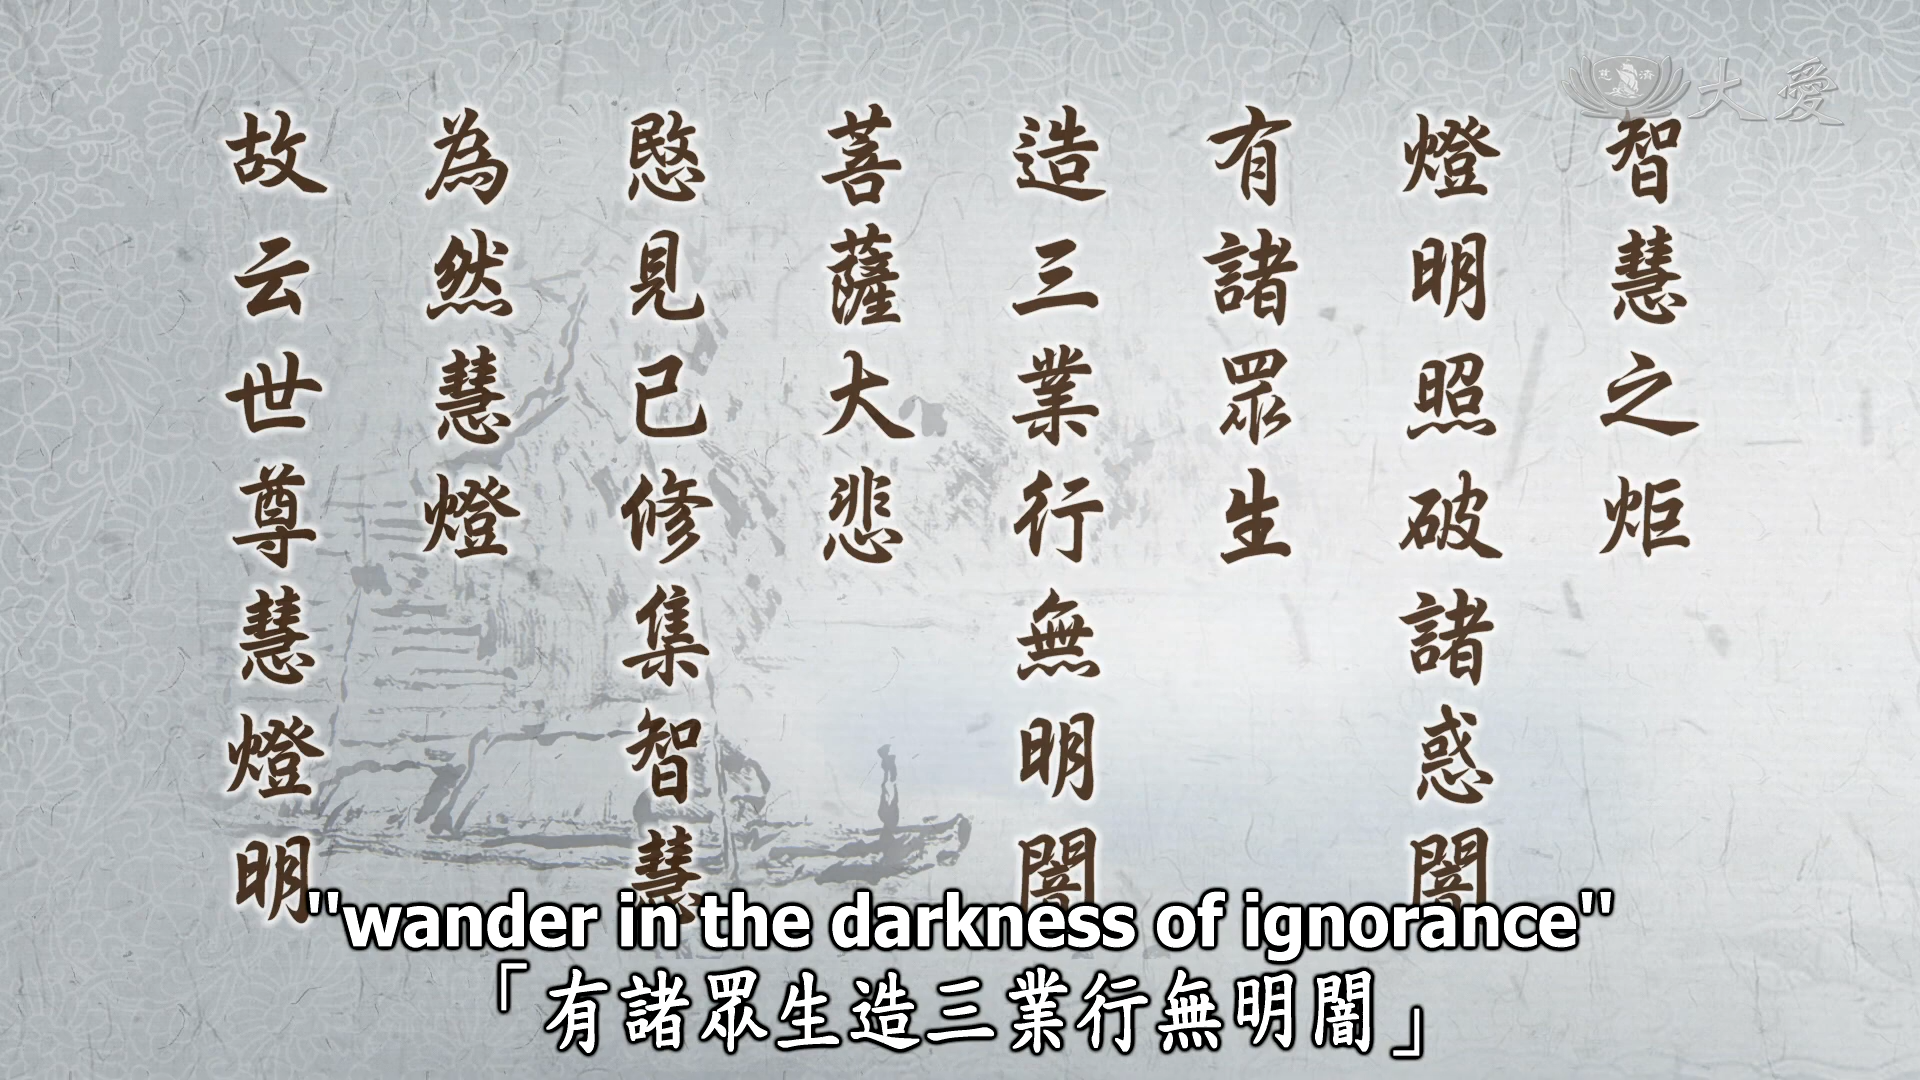 慈濟 大愛
智慧之炬
燈明照破諸惑闇
有諸眾生
造三業行無明闇
菩薩大悲
愍見已修集智慧
為然慧燈
故云世尊慧燈明
"wander in the darkness of ignorance"
「有諸眾生造三業行無明闇」